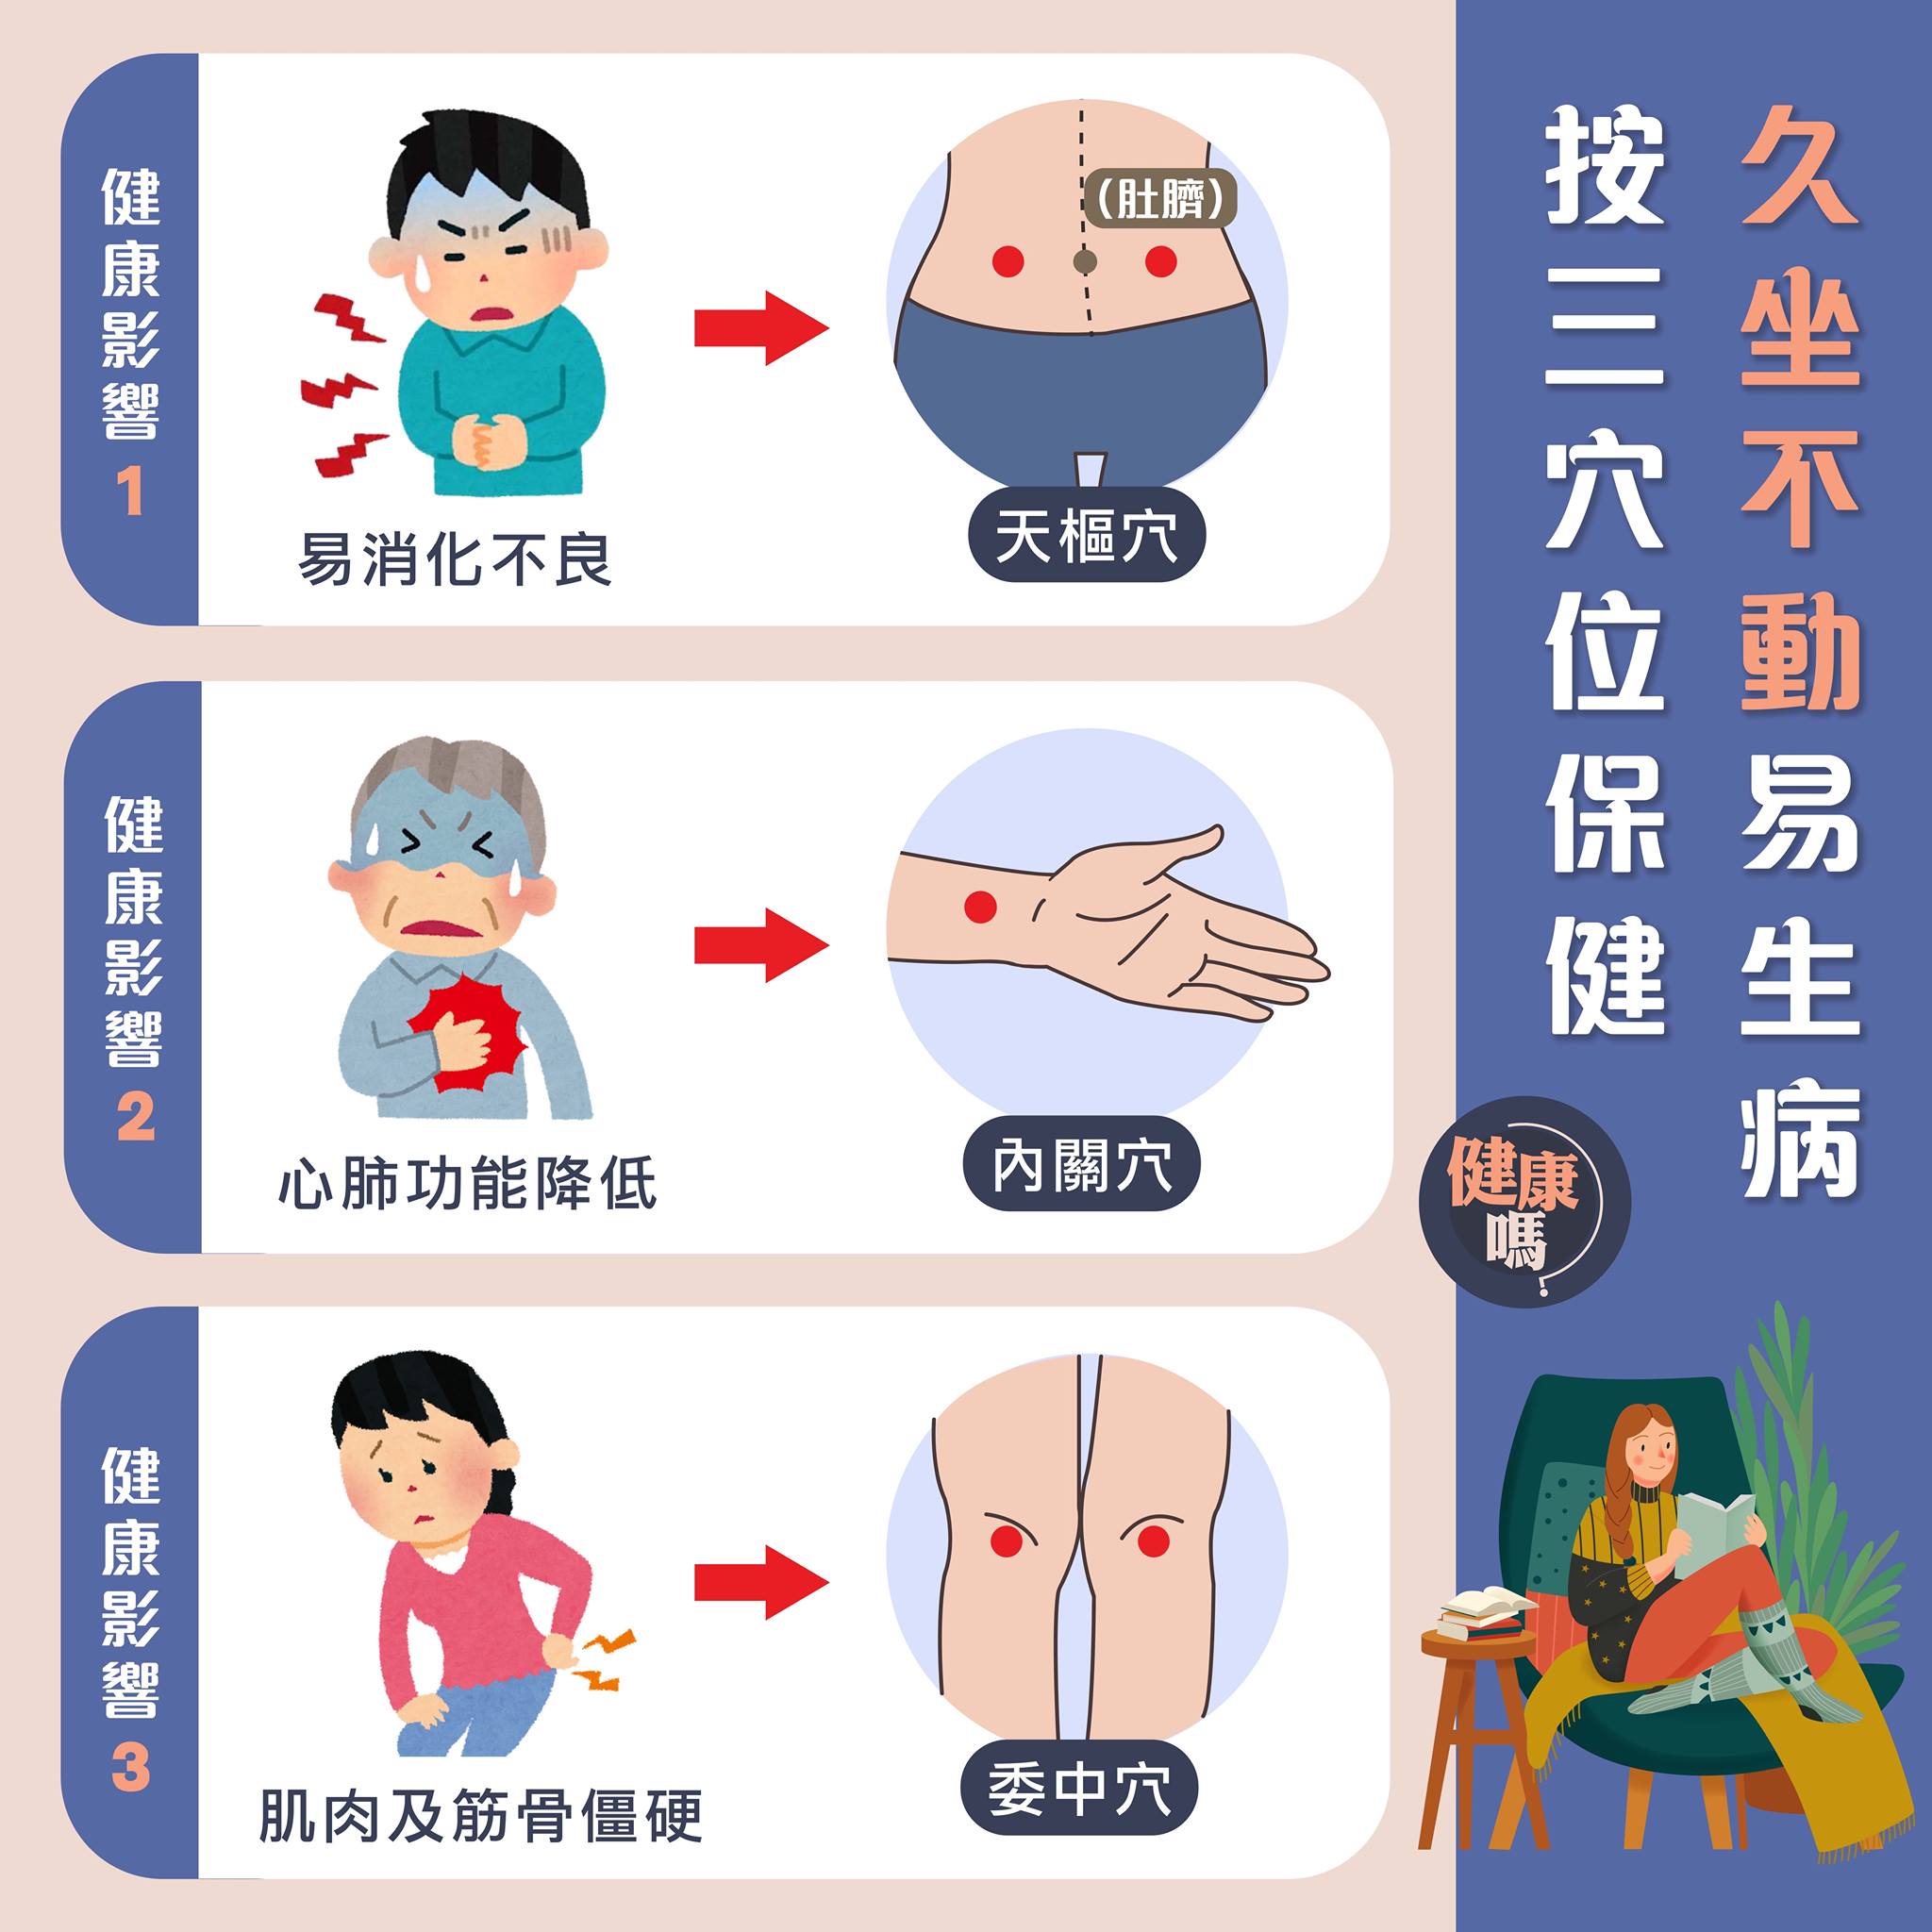 久坐不動易生病
按三穴位保健
健康嗎?
健康影響1
易消化不良
(肚臍)
天樞穴
健康影響2
心肺功能降低
內關穴
健康影響3
肌肉及筋骨僵硬
委中穴